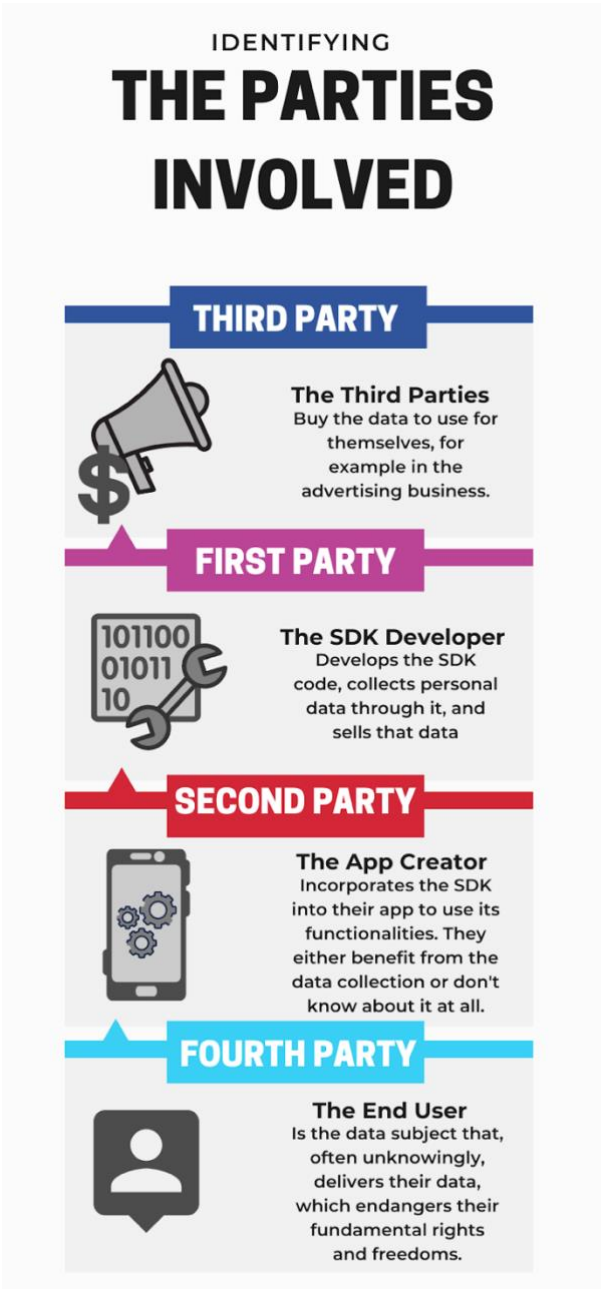 IDENTIFYING
THE PARTIES
INVOLVED
THIRD PARTY
The Third Parties
Buy the data to use for
themselves, for
example in the
advertising business.
$
FIRST PARTY
101100
01011
10
The SDK Developer
Develops the SDK
code, collects personal
data through it, and
sells that data
SECOND PARTY
The App Creator
Incorporates the SDK
into their app to use its
functionalities. They
either benefit from the
data collection or don't
know about it at all.
FOURTH PARTY
The End User
Is the data subject that,
often unknowingly,
delivers their data,
which endangers their
fundamental rights
and freedoms.